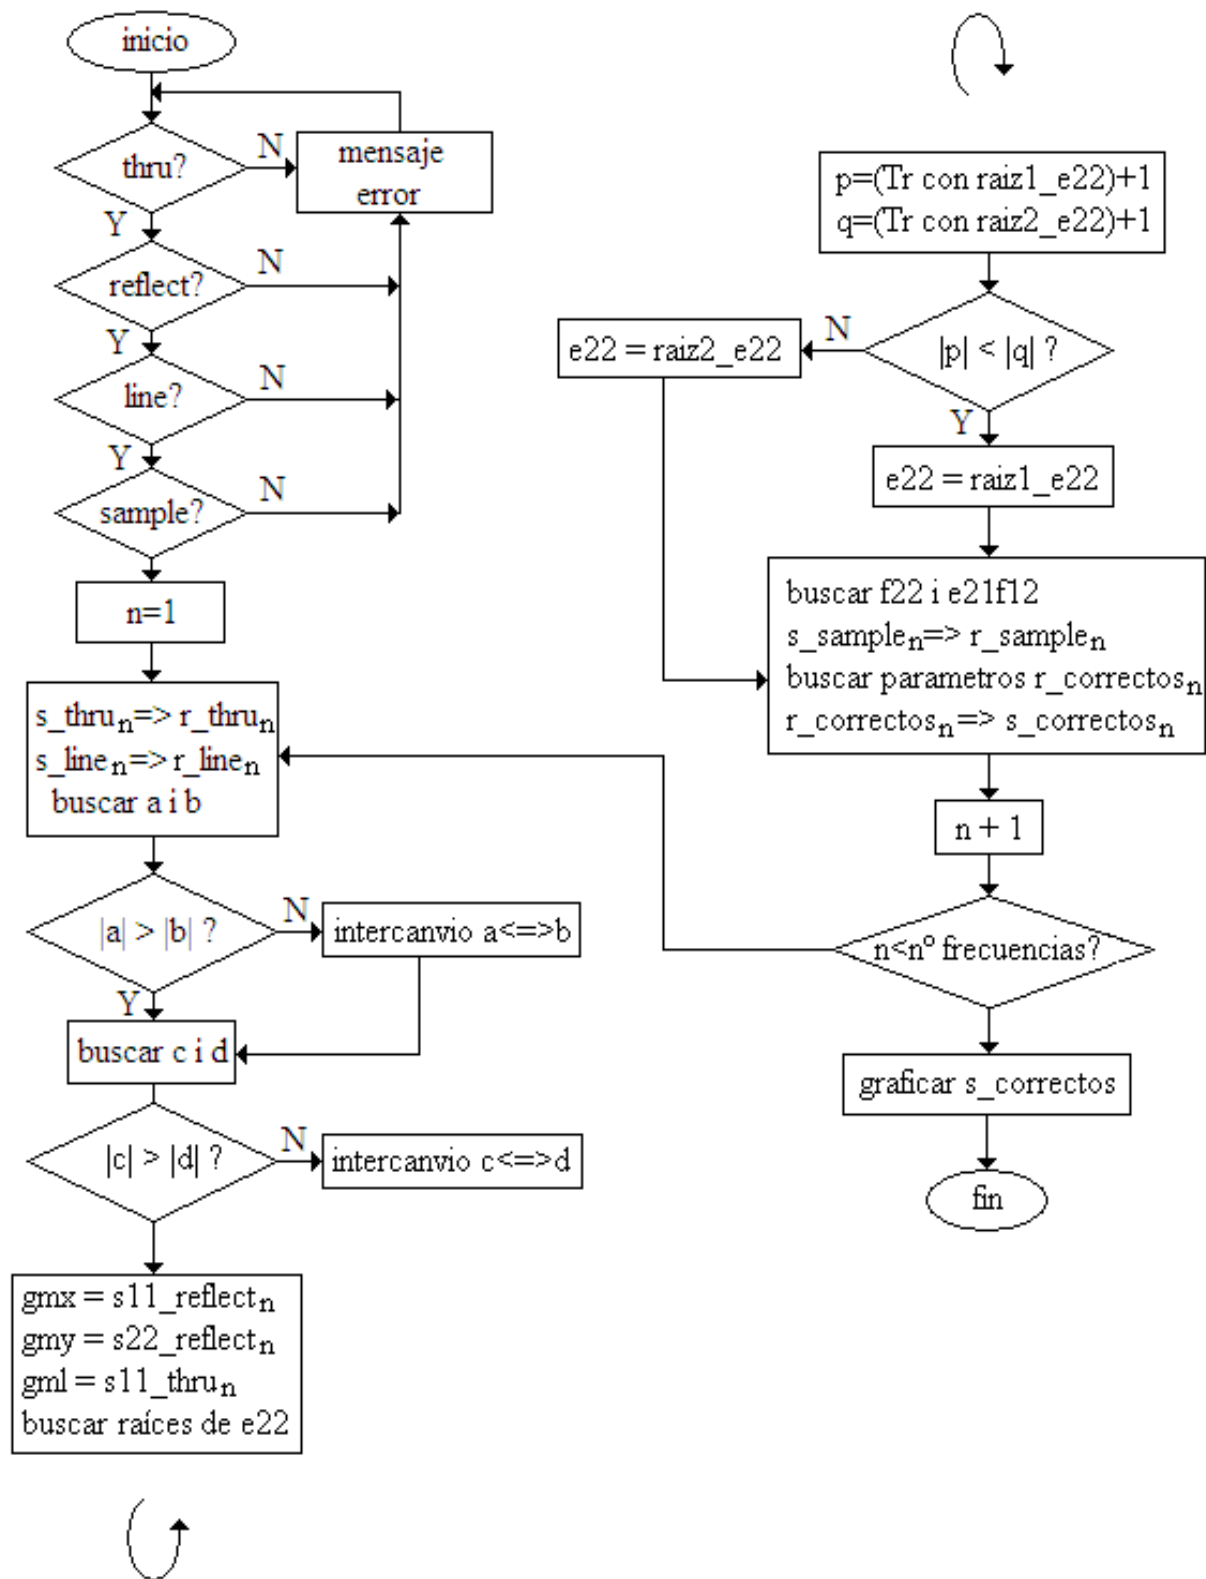 inicio
thru?
N
mensaje
error
Y
reflect?
N
Y
line?
N
Y
sample?
N
n=1
s_thruₙ=> r_thruₙ
s_lineₙ=> r_lineₙ
buscar a i b
|a| > |b| ?
N
intercanvio a<=>b
Y
buscar c i d
|c| > |d| ?
N
intercanvio c<=>d
gmx = s11_reflectₙ
gmy = s22_reflectₙ
gml = s11_thruₙ
buscar raíces de e22
p=(Tr con raiz1_e22)+1
q=(Tr con raiz2_e22)+1
|p| < |q| ?
N
e22 = raiz2_e22
Y
e22 = raiz1_e22
buscar f22 i e21f12
s_sampleₙ=> r_sampleₙ
buscar parametros r_correctosₙ
r_correctosₙ=> s_correctosₙ
n + 1
n<nº frecuencias?
graficar s_correctos
fin